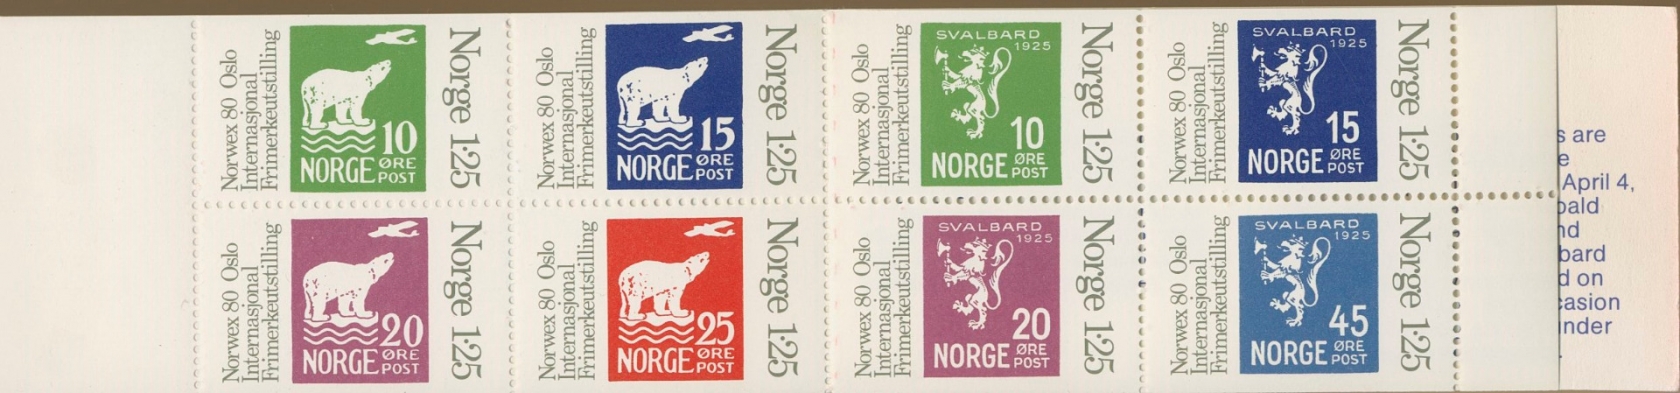 Norwex 80 Oslo
Internasjonal
Frimerkeutstilling
10
NORGE ØRE POST
Norge 1·25
Norwex 80 Oslo
Internasjonal
Frimerkeutstilling
15
NORGE ØRE POST
Norge 1·25
Norwex 80 Oslo
Internasjonal
Frimerkeutstilling
SVALBARD
1925
10
NORGE ØRE POST
Norge 1·25
Norwex 80 Oslo
Internasjonal
Frimerkeutstilling
SVALBARD
1925
15
NORGE ØRE POST
Norge 1·25
Norwex 80 Oslo
Internasjonal
Frimerkeutstilling
20
NORGE ØRE POST
Norge 1·25
Norwex 80 Oslo
Internasjonal
Frimerkeutstilling
25
NORGE ØRE POST
Norge 1·25
Norwex 80 Oslo
Internasjonal
Frimerkeutstilling
SVALBARD
1925
20
NORGE ØRE POST
Norge 1·25
Norwex 80 Oslo
Internasjonal
Frimerkeutstilling
SVALBARD
1925
45
NORGE ØRE POST
Norge 1·25
are
April 4,
on